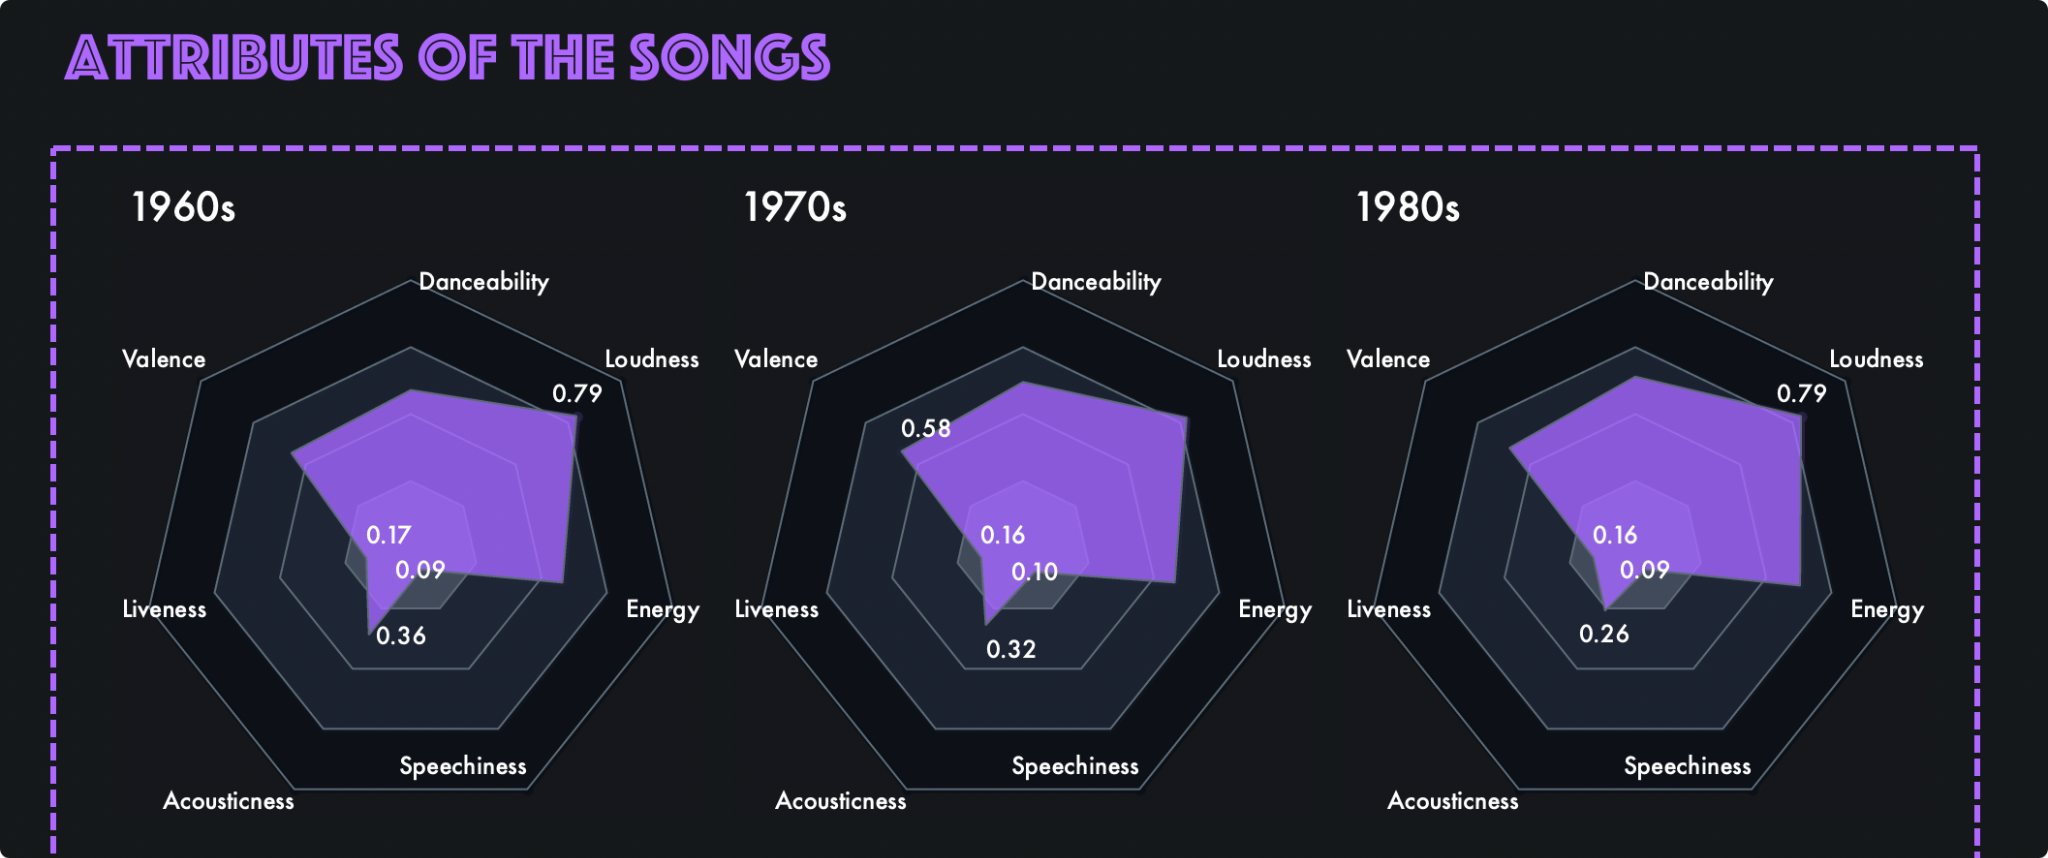 ATTRIBUTES OF THE SONGS
1960s
Danceability
Valence
Loudness
0.79
0.17
0.09
Liveness
Energy
0.36
Speechiness
Acousticness
1970s
Danceability
Valence
Loudness
0.58
0.16
0.10
Liveness
Energy
0.32
Speechiness
Acousticness
1980s
Danceability
Valence
Loudness
0.79
0.16
0.09
Liveness
Energy
0.26
Speechiness
Acousticness